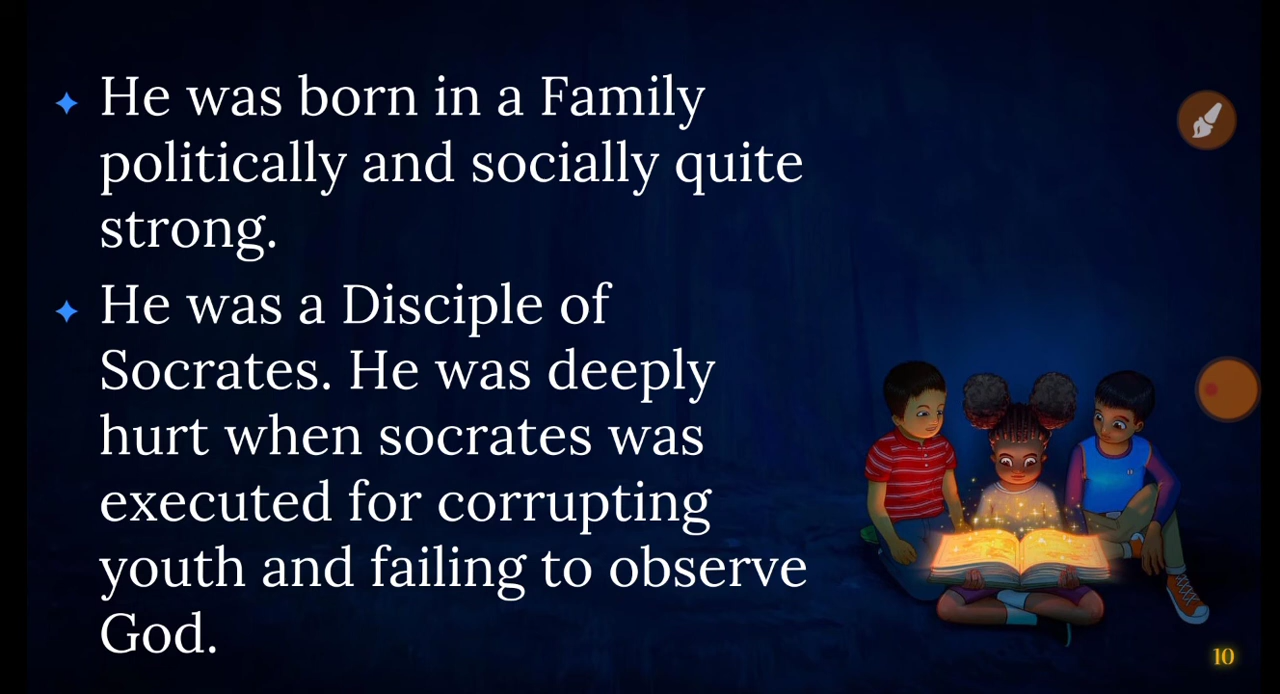 He was born in a Family
politically and socially quite
strong.
He was a Disciple of
Socrates. He was deeply
hurt when socrates was
executed for corrupting
youth and failing to observe
God.
10